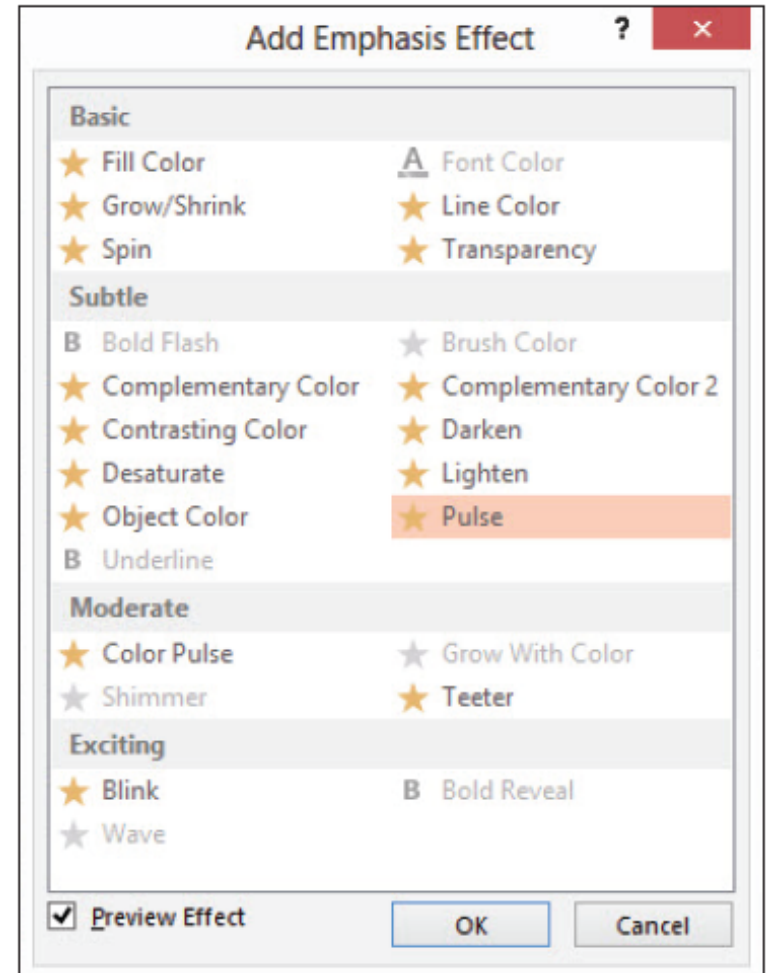 Add Emphasis Effect ? ×
Basic
Fill Color A Font Color
Grow/Shrink Line Color
Spin Transparency
Subtle
B Bold Flash Brush Color
Complementary Color Complementary Color 2
Contrasting Color Darken
Desaturate Lighten
Object Color Pulse
B Underline
Moderate
Color Pulse Grow With Color
Shimmer Teeter
Exciting
Blink B Bold Reveal
Wave
Preview Effect OK Cancel